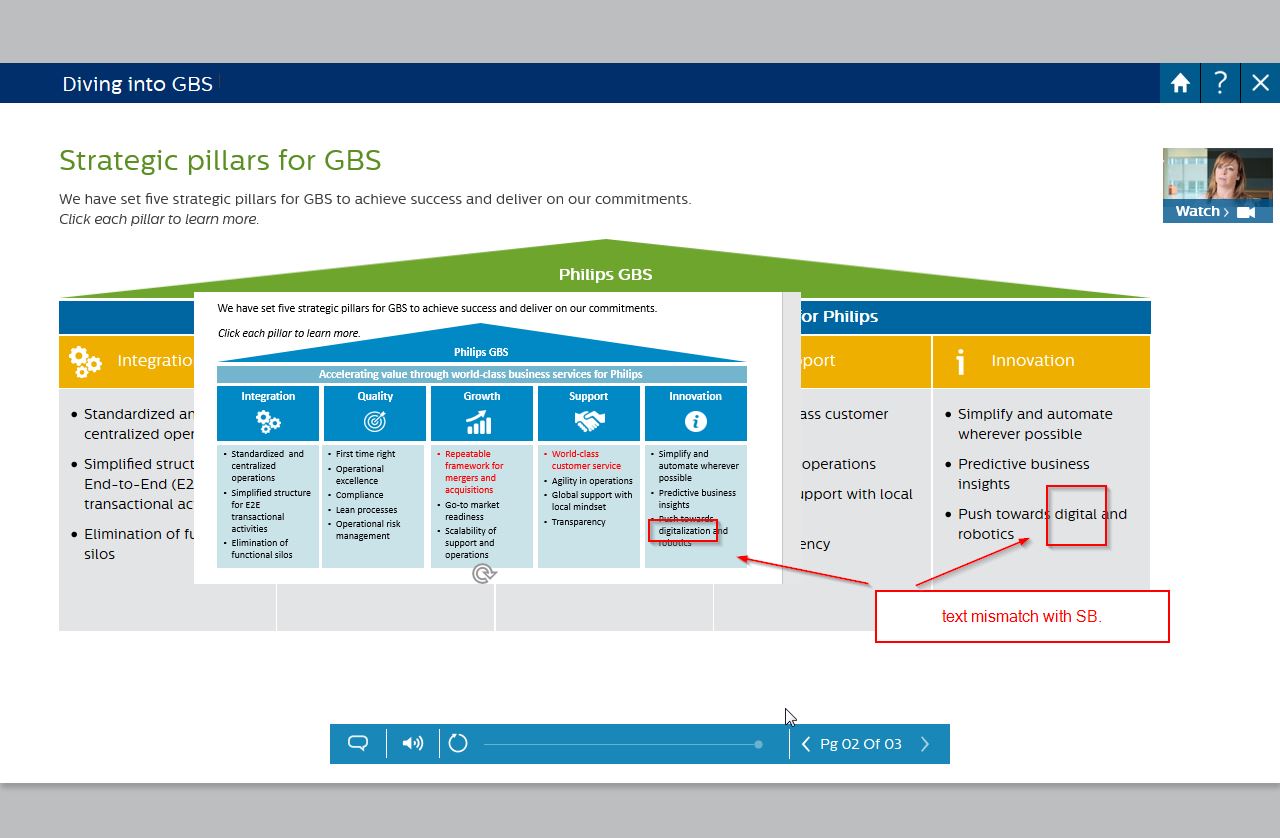 Diving into GBS
?
Strategic pillars for GBS
We have set five strategic pillars for GBS to achieve success and deliver on our commitments.
Click each pillar to learn more.
Watch ›
Philips GBS
for Philips
Integratio
port
Innovation
• Standardized an
centralized oper
• Simplified struct
End-to-End (E2
transactional ac
• Elimination of fu
silos
ass customer
operations
upport with local
ency
• Simplify and automate
wherever possible
• Predictive business
insights
• Push towards digital and
robotics
We have set five strategic pillars for GBS to achieve success and deliver on our commitments.
Click each pillar to learn more.
Philips GBS
Accelerating value through world-class business services for Philips
Integration
Quality
Growth
Support
Innovation
• Standardized and
centralized
operations
• Simplified structure
for E2E
transactional
acitities
• Elimination of
functional silos
• First time right
• Operational
excellence
• Compliance
• Lean processes
• Operational risk
management
• Repeatable
framework for
mergers and
acquisitions
• Go-to market
readiness
• Scalability of
support and
operations
• World-class
customer service
• Agility in operations
• Global support with
local mindset
• Transparency
• Simplify and
automate wherever
possible
• Predictive business
insights
• Push towards
digitalization and
robotics
text mismatch with SB.
Pg 02 Of 03